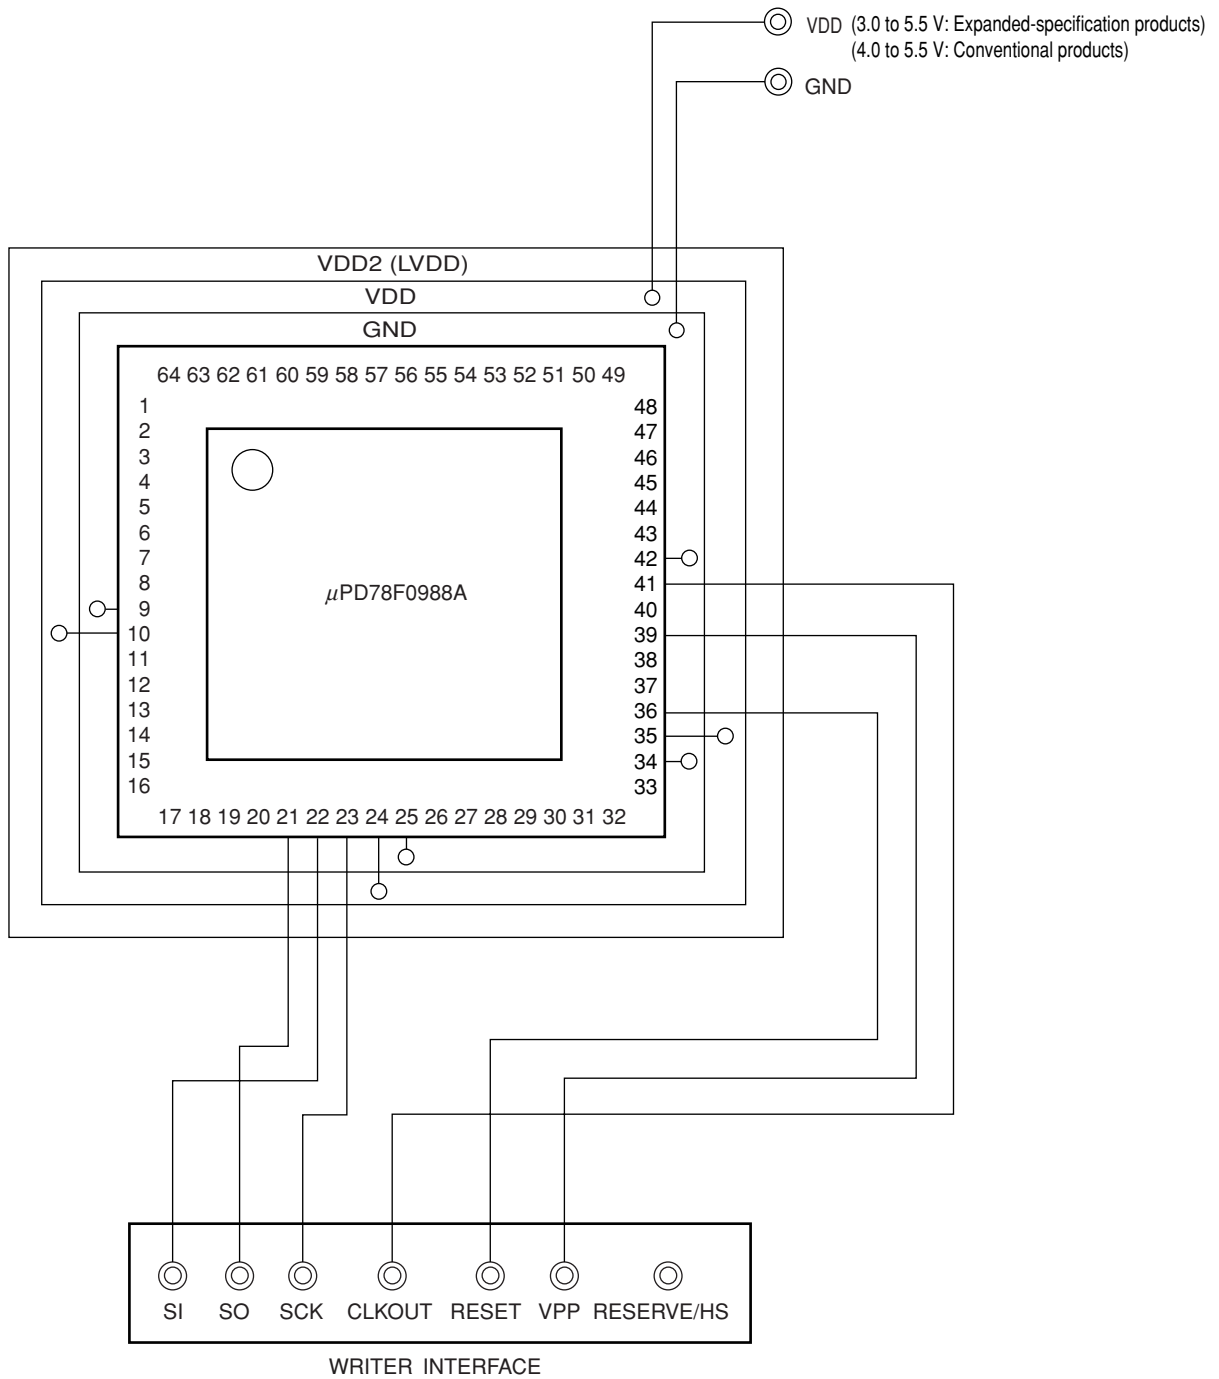 VDD (3.0 to 5.5 V: Expanded-specification products)
(4.0 to 5.5 V: Conventional products)
GND
VDD2 (LVDD)
VDD
GND
64 63 62 61 60 59 58 57 56 55 54 53 52 51 50 49
1 48
2 47
3 46
4 45
5 44
6 43
7 42
8 41
μPD78F0988A
9 40
10 39
11 38
12 37
13 36
14 35
15 34
16 33
17 18 19 20 21 22 23 24 25 26 27 28 29 30 31 32
SI SO SCK CLKOUT RESET VPP RESERVE/HS
WRITER INTERFACE